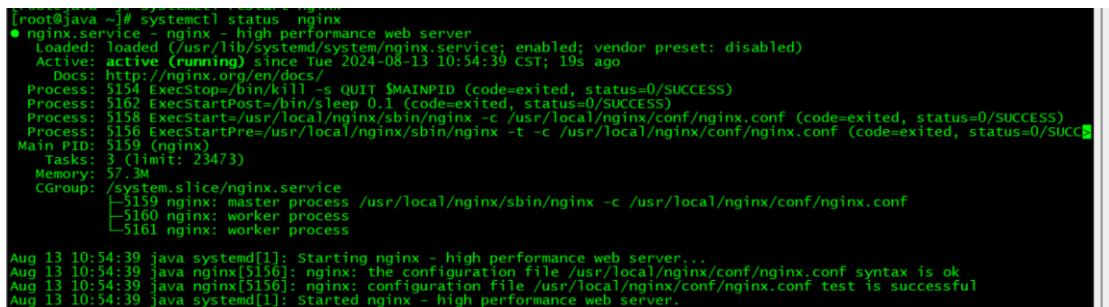 [root@java ~]# systemctl status nginx
● nginx.service - nginx - high performance web server
Loaded: loaded (/usr/lib/systemd/system/nginx.service; enabled; vendor preset: disabled)
Active: active (running) since Tue 2024-08-13 10:54:39 CST; 19s ago
Docs: http://nginx.org/en/docs/
Process: 5154 ExecStop=/bin/kill -s QUIT $MAINPID (code=exited, status=0/SUCCESS)
Process: 5162 ExecStartPost=/bin/sleep 0.1 (code=exited, status=0/SUCCESS)
Process: 5158 ExecStart=/usr/local/nginx/sbin/nginx -c /usr/local/nginx/conf/nginx.conf (code=exited, status=0/SUCCESS)
Process: 5156 ExecStartPre=/usr/local/nginx/sbin/nginx -t -c /usr/local/nginx/conf/nginx.conf (code=exited, status=0/SUCC>
Main PID: 5159 (nginx)
Tasks: 3 (limit: 23473)
Memory: 57.3M
CGroup: /system.slice/nginx.service
├─5159 nginx: master process /usr/local/nginx/sbin/nginx -c /usr/local/nginx/conf/nginx.conf
├─5160 nginx: worker process
└─5161 nginx: worker process
Aug 13 10:54:39 java systemd[1]: Starting nginx - high performance web server...
Aug 13 10:54:39 java nginx[5156]: nginx: the configuration file /usr/local/nginx/conf/nginx.conf syntax is ok
Aug 13 10:54:39 java nginx[5156]: nginx: configuration file /usr/local/nginx/conf/nginx.conf test is successful
Aug 13 10:54:39 java systemd[1]: Started nginx - high performance web server.